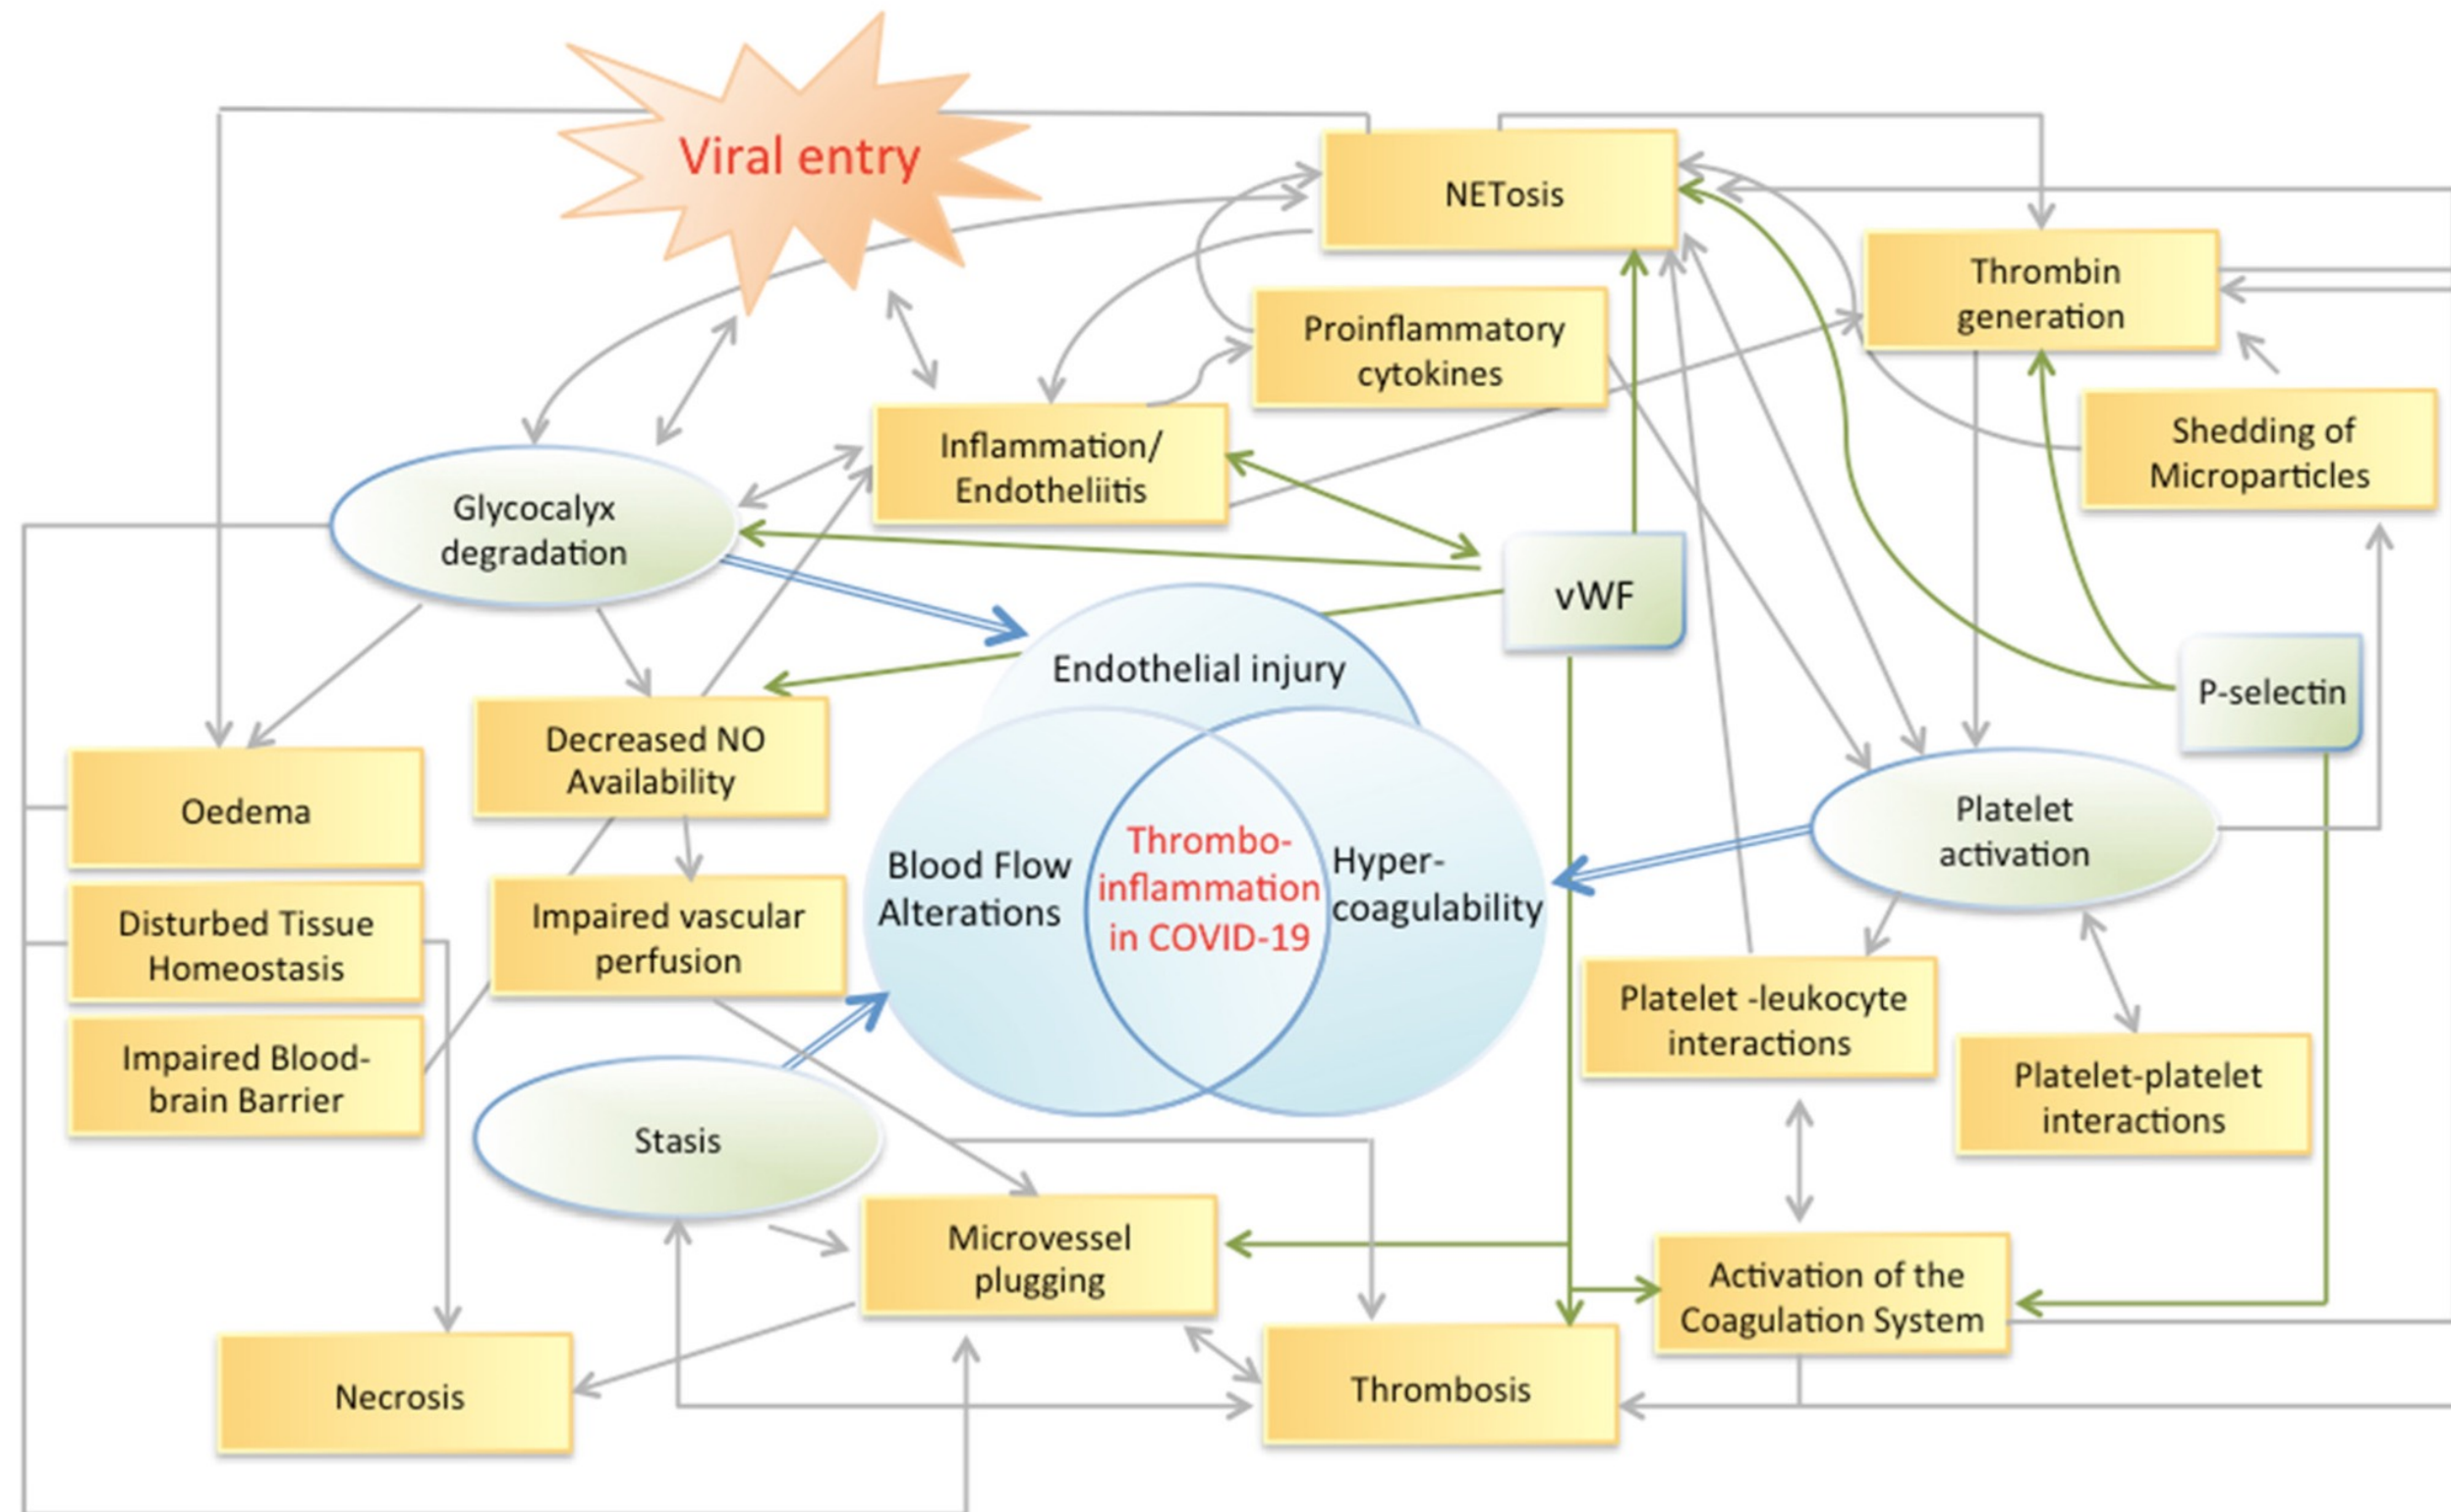 Viral entry
NETosis
Thrombin
generation
Proinflammatory
cytokines
Inflammation/
Endotheliitis
Shedding of
Microparticles
Glycocalyx
degradation
vWF
Endothelial injury
P-selectin
Decreased NO
Availability
Oedema
Platelet
activation
Blood Flow
Alterations
Thrombo-
inflammation
in COVID-19
Hyper-
coagulability
Disturbed Tissue
Homeostasis
Impaired vascular
perfusion
Platelet -leukocyte
interactions
Impaired Blood-
brain Barrier
Platelet-platelet
interactions
Stasis
Microvessel
plugging
Activation of the
Coagulation System
Necrosis
Thrombosis